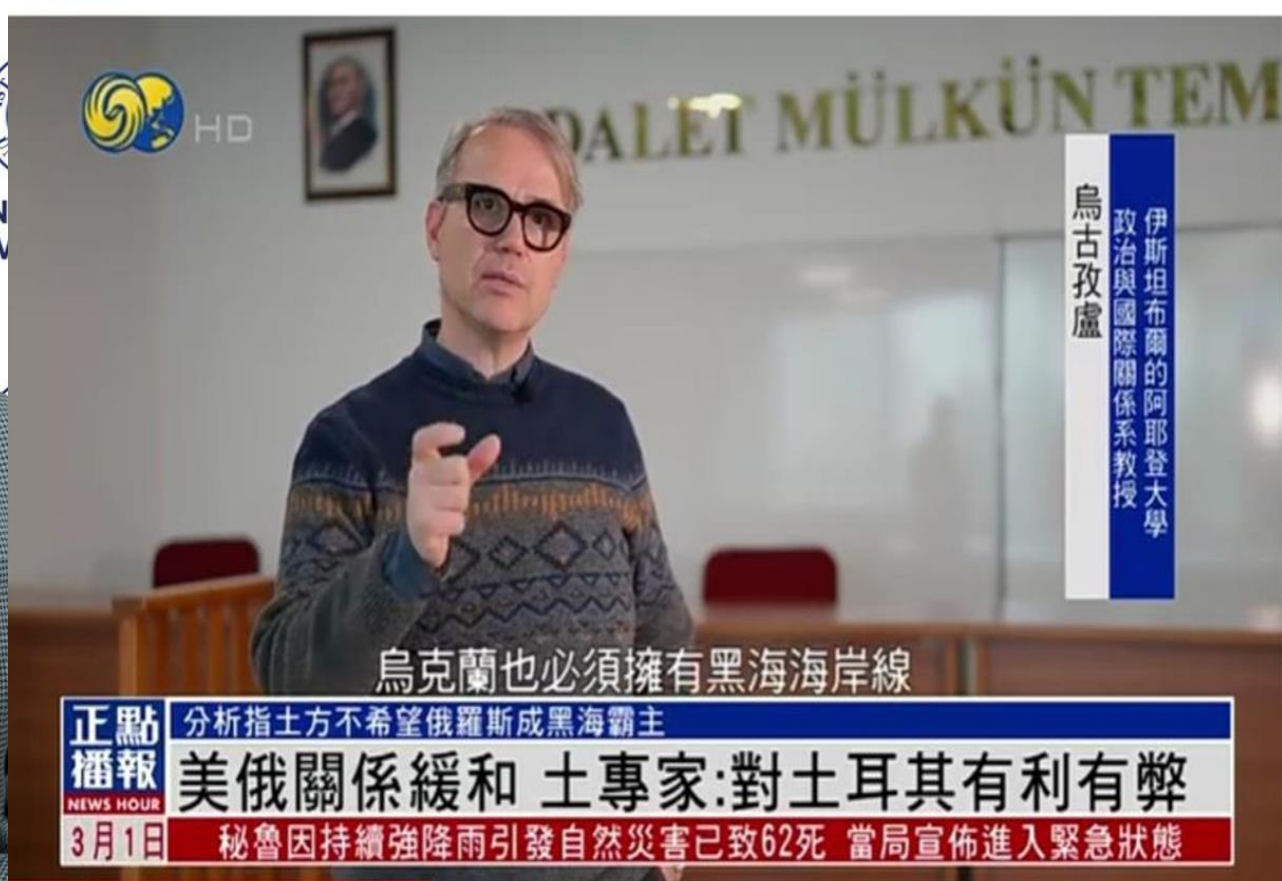 HD
DALET MÜLKÜN TEM
烏古孜盧
伊斯坦布爾的阿耶登大學
政治與國際關係系教授
烏克蘭也必須擁有黑海海岸線
正點
播報
NEWS HOUR
分析指土方不希望俄羅斯成黑海霸主
美俄關係緩和 土專家:對土耳其有利有弊
3月1日
秘魯因持續強降雨引發自然災害已致62死 當局宣佈進入緊急狀態